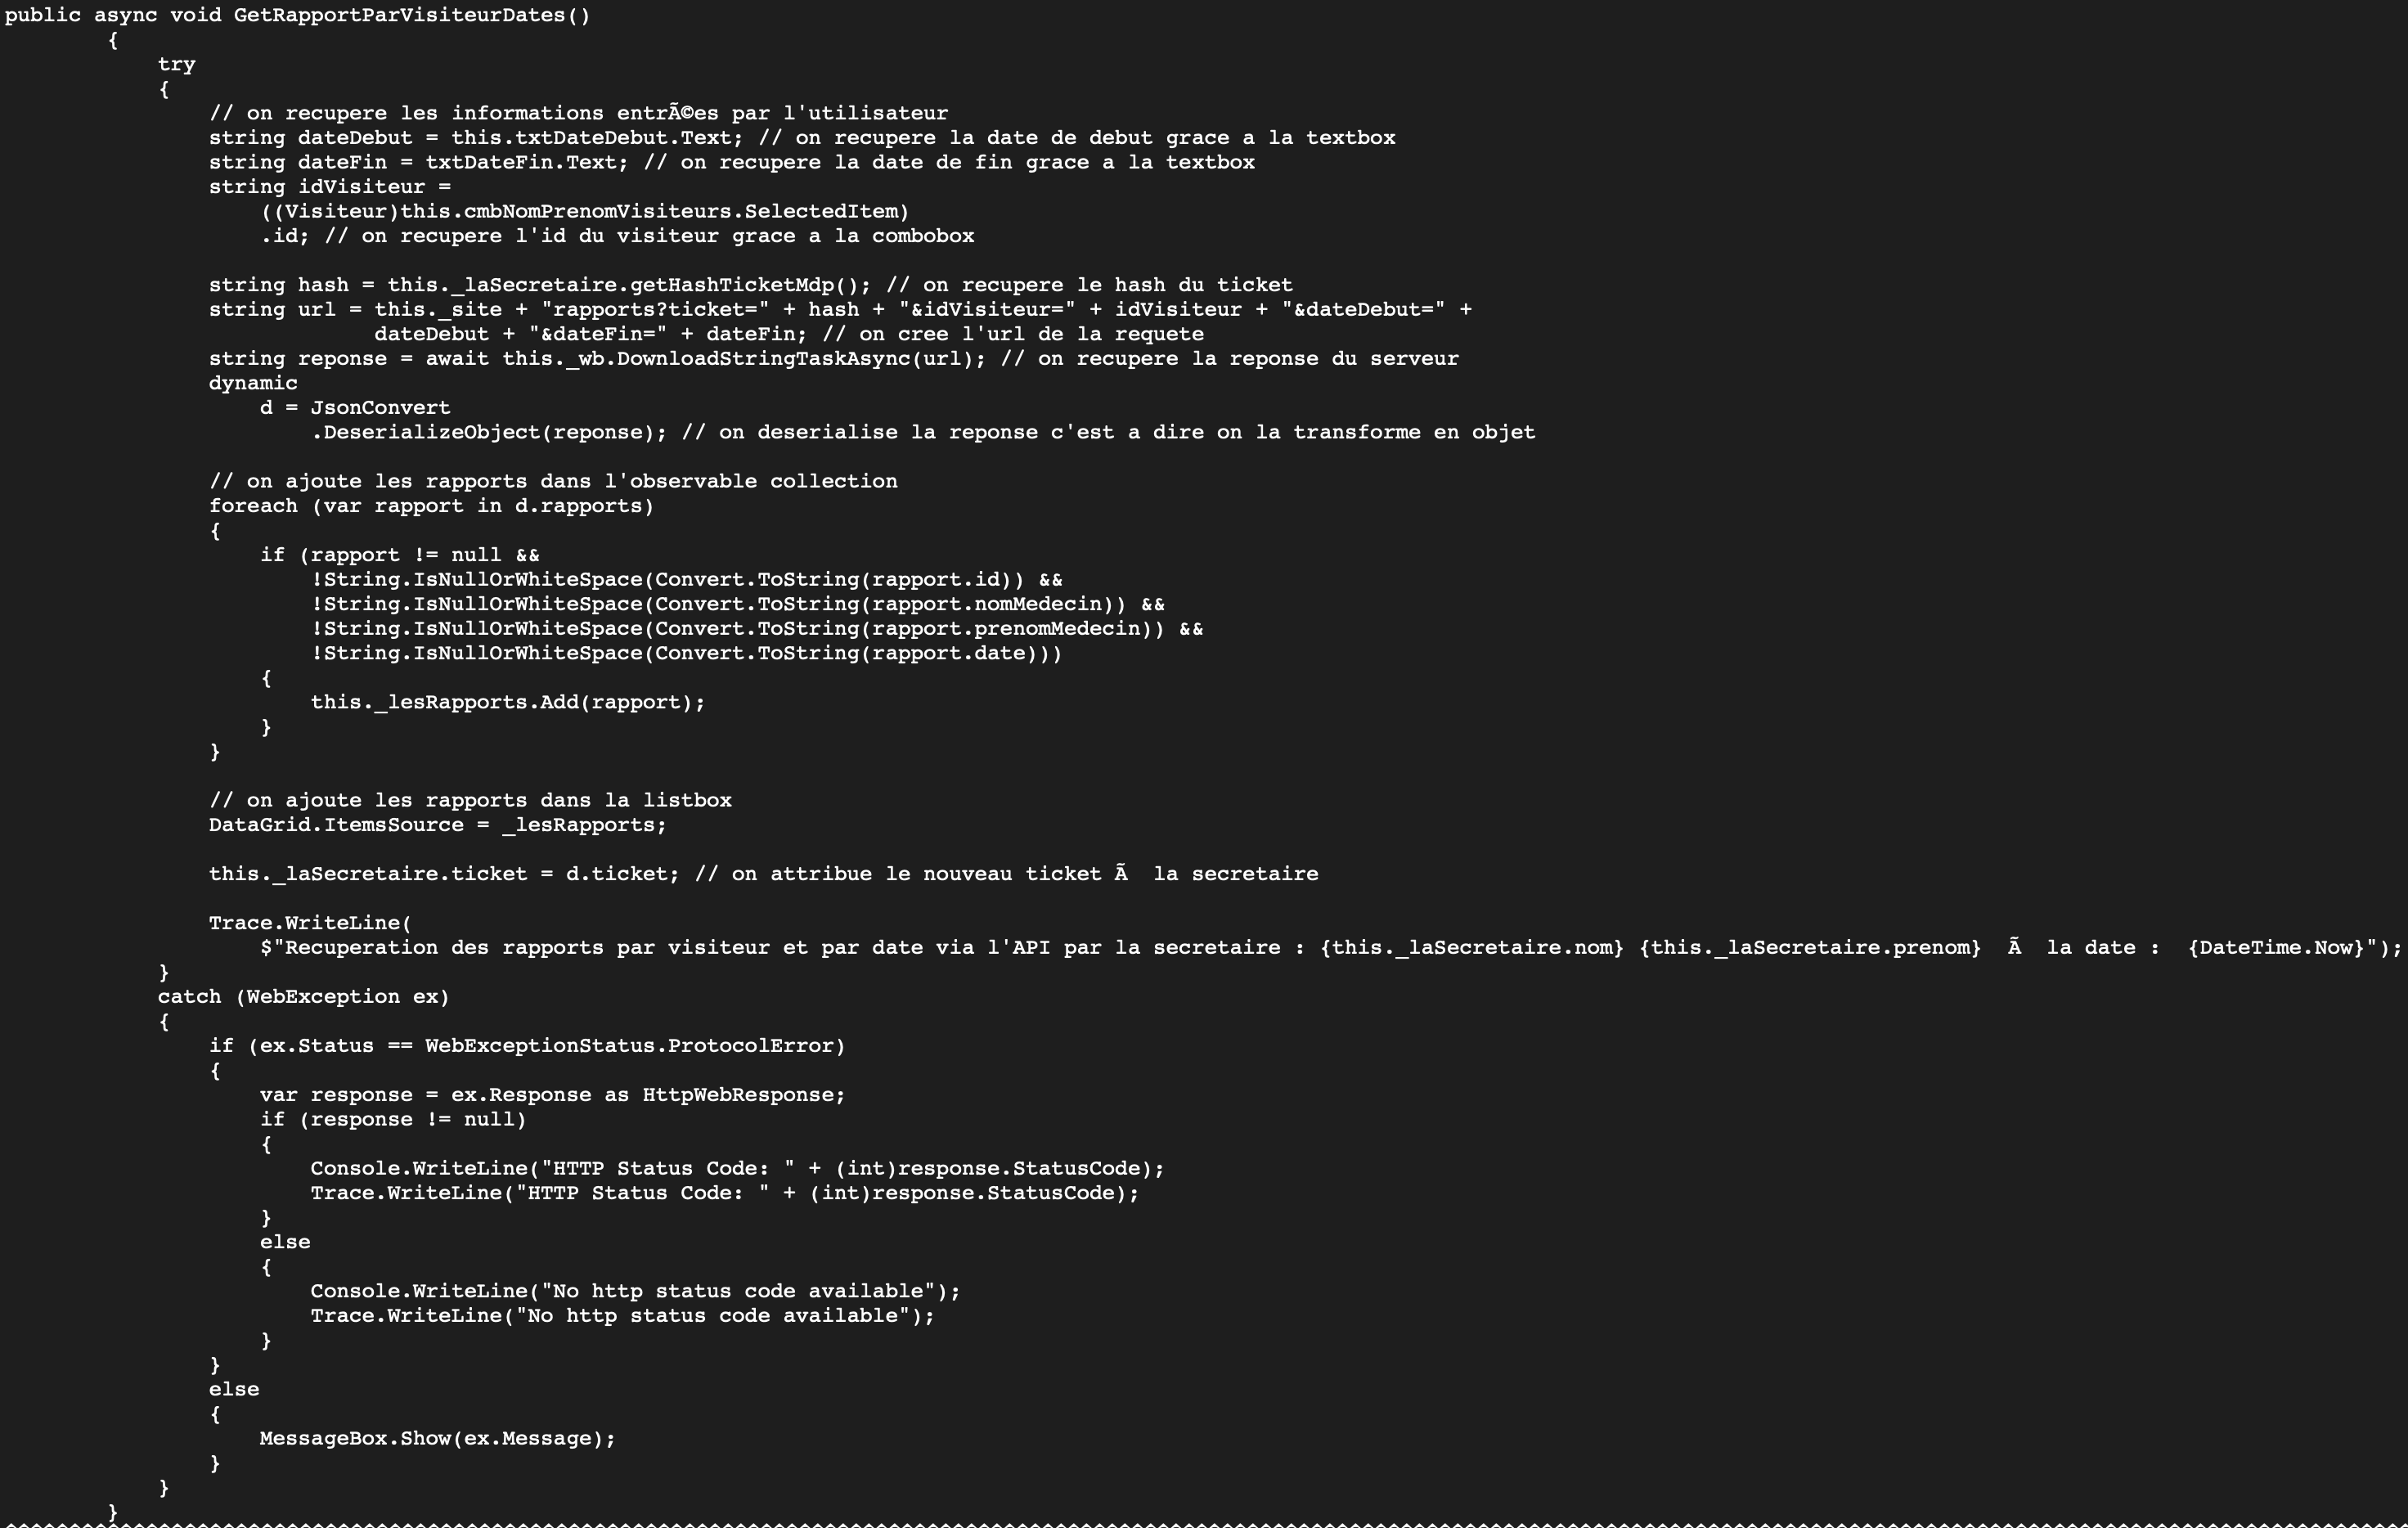 public async void GetRapportParVisiteurDates()
{
try
{
// on recupere les informations entrÃ©es par l'utilisateur
string dateDebut = this.txtDateDebut.Text; // on recupere la date de debut grace a la textbox
string dateFin = txtDateFin.Text; // on recupere la date de fin grace a la textbox
string idVisiteur =
((Visiteur)this.cmbNomPrenomVisiteurs.SelectedItem)
.id; // on recupere l'id du visiteur grace a la combobox
string hash = this._laSecretaire.getHashTicketMdp(); // on recupere le hash du ticket
string url = this._site + "rapports?ticket=" + hash + "&idVisiteur=" + idVisiteur + "&dateDebut=" +
dateDebut + "&dateFin=" + dateFin; // on cree l'url de la requete
string reponse = await this._wb.DownloadStringTaskAsync(url); // on recupere la reponse du serveur
dynamic
d = JsonConvert
.DeserializeObject(reponse); // on deserialise la reponse c'est a dire on la transforme en objet
// on ajoute les rapports dans l'observable collection
foreach (var rapport in d.rapports)
{
if (rapport != null &&
!String.IsNullOrWhiteSpace(Convert.ToString(rapport.id)) &&
!String.IsNullOrWhiteSpace(Convert.ToString(rapport.nomMedecin)) &&
!String.IsNullOrWhiteSpace(Convert.ToString(rapport.prenomMedecin)) &&
!String.IsNullOrWhiteSpace(Convert.ToString(rapport.date)))
{
this._lesRapports.Add(rapport);
}
}
// on ajoute les rapports dans la listbox
DataGrid.ItemsSource = _lesRapports;
this._laSecretaire.ticket = d.ticket; // on attribue le nouveau ticket Ã  la secretaire
Trace.WriteLine(
$"Recuperation des rapports par visiteur et par date via l'API par la secretaire : {this._laSecretaire.nom} {this._laSecretaire.prenom}  Ã  la date :  {DateTime.Now}");
}
catch (WebException ex)
{
if (ex.Status == WebExceptionStatus.ProtocolError)
{
var response = ex.Response as HttpWebResponse;
if (response != null)
{
Console.WriteLine("HTTP Status Code: " + (int)response.StatusCode);
Trace.WriteLine("HTTP Status Code: " + (int)response.StatusCode);
}
else
{
Console.WriteLine("No http status code available");
Trace.WriteLine("No http status code available");
}
}
else
{
MessageBox.Show(ex.Message);
}
}
}